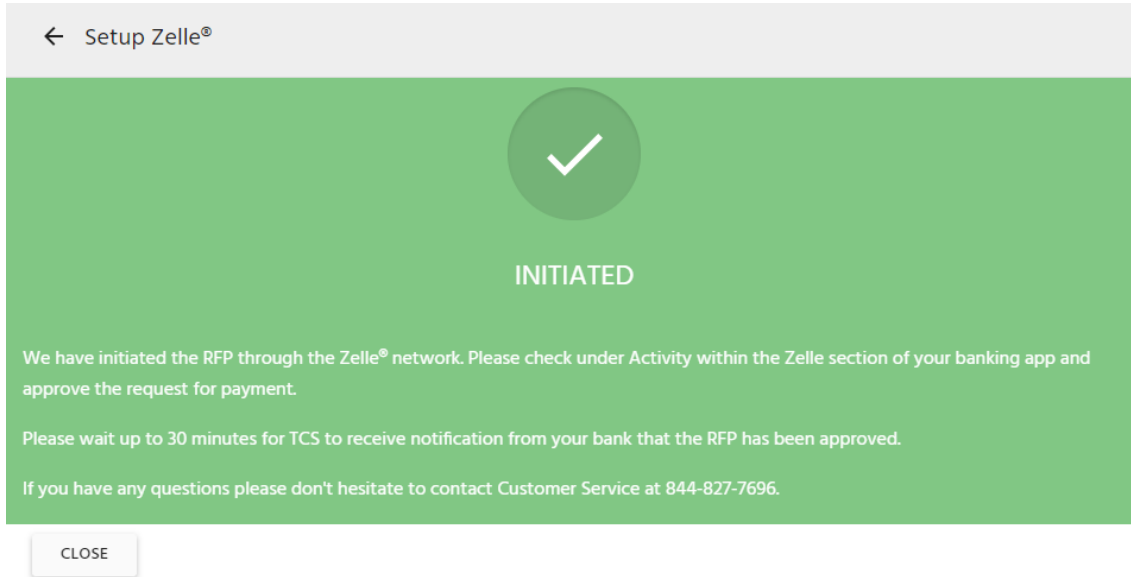 Setup Zelle®
INITIATED
We have initiated the RFP through the Zelle® network. Please check under Activity within the Zelle section of your banking app and
approve the request for payment.
Please wait up to 30 minutes for TCS to receive notification from your bank that the RFP has been approved.
If you have any questions please don't hesitate to contact Customer Service at 844-827-7696.
CLOSE